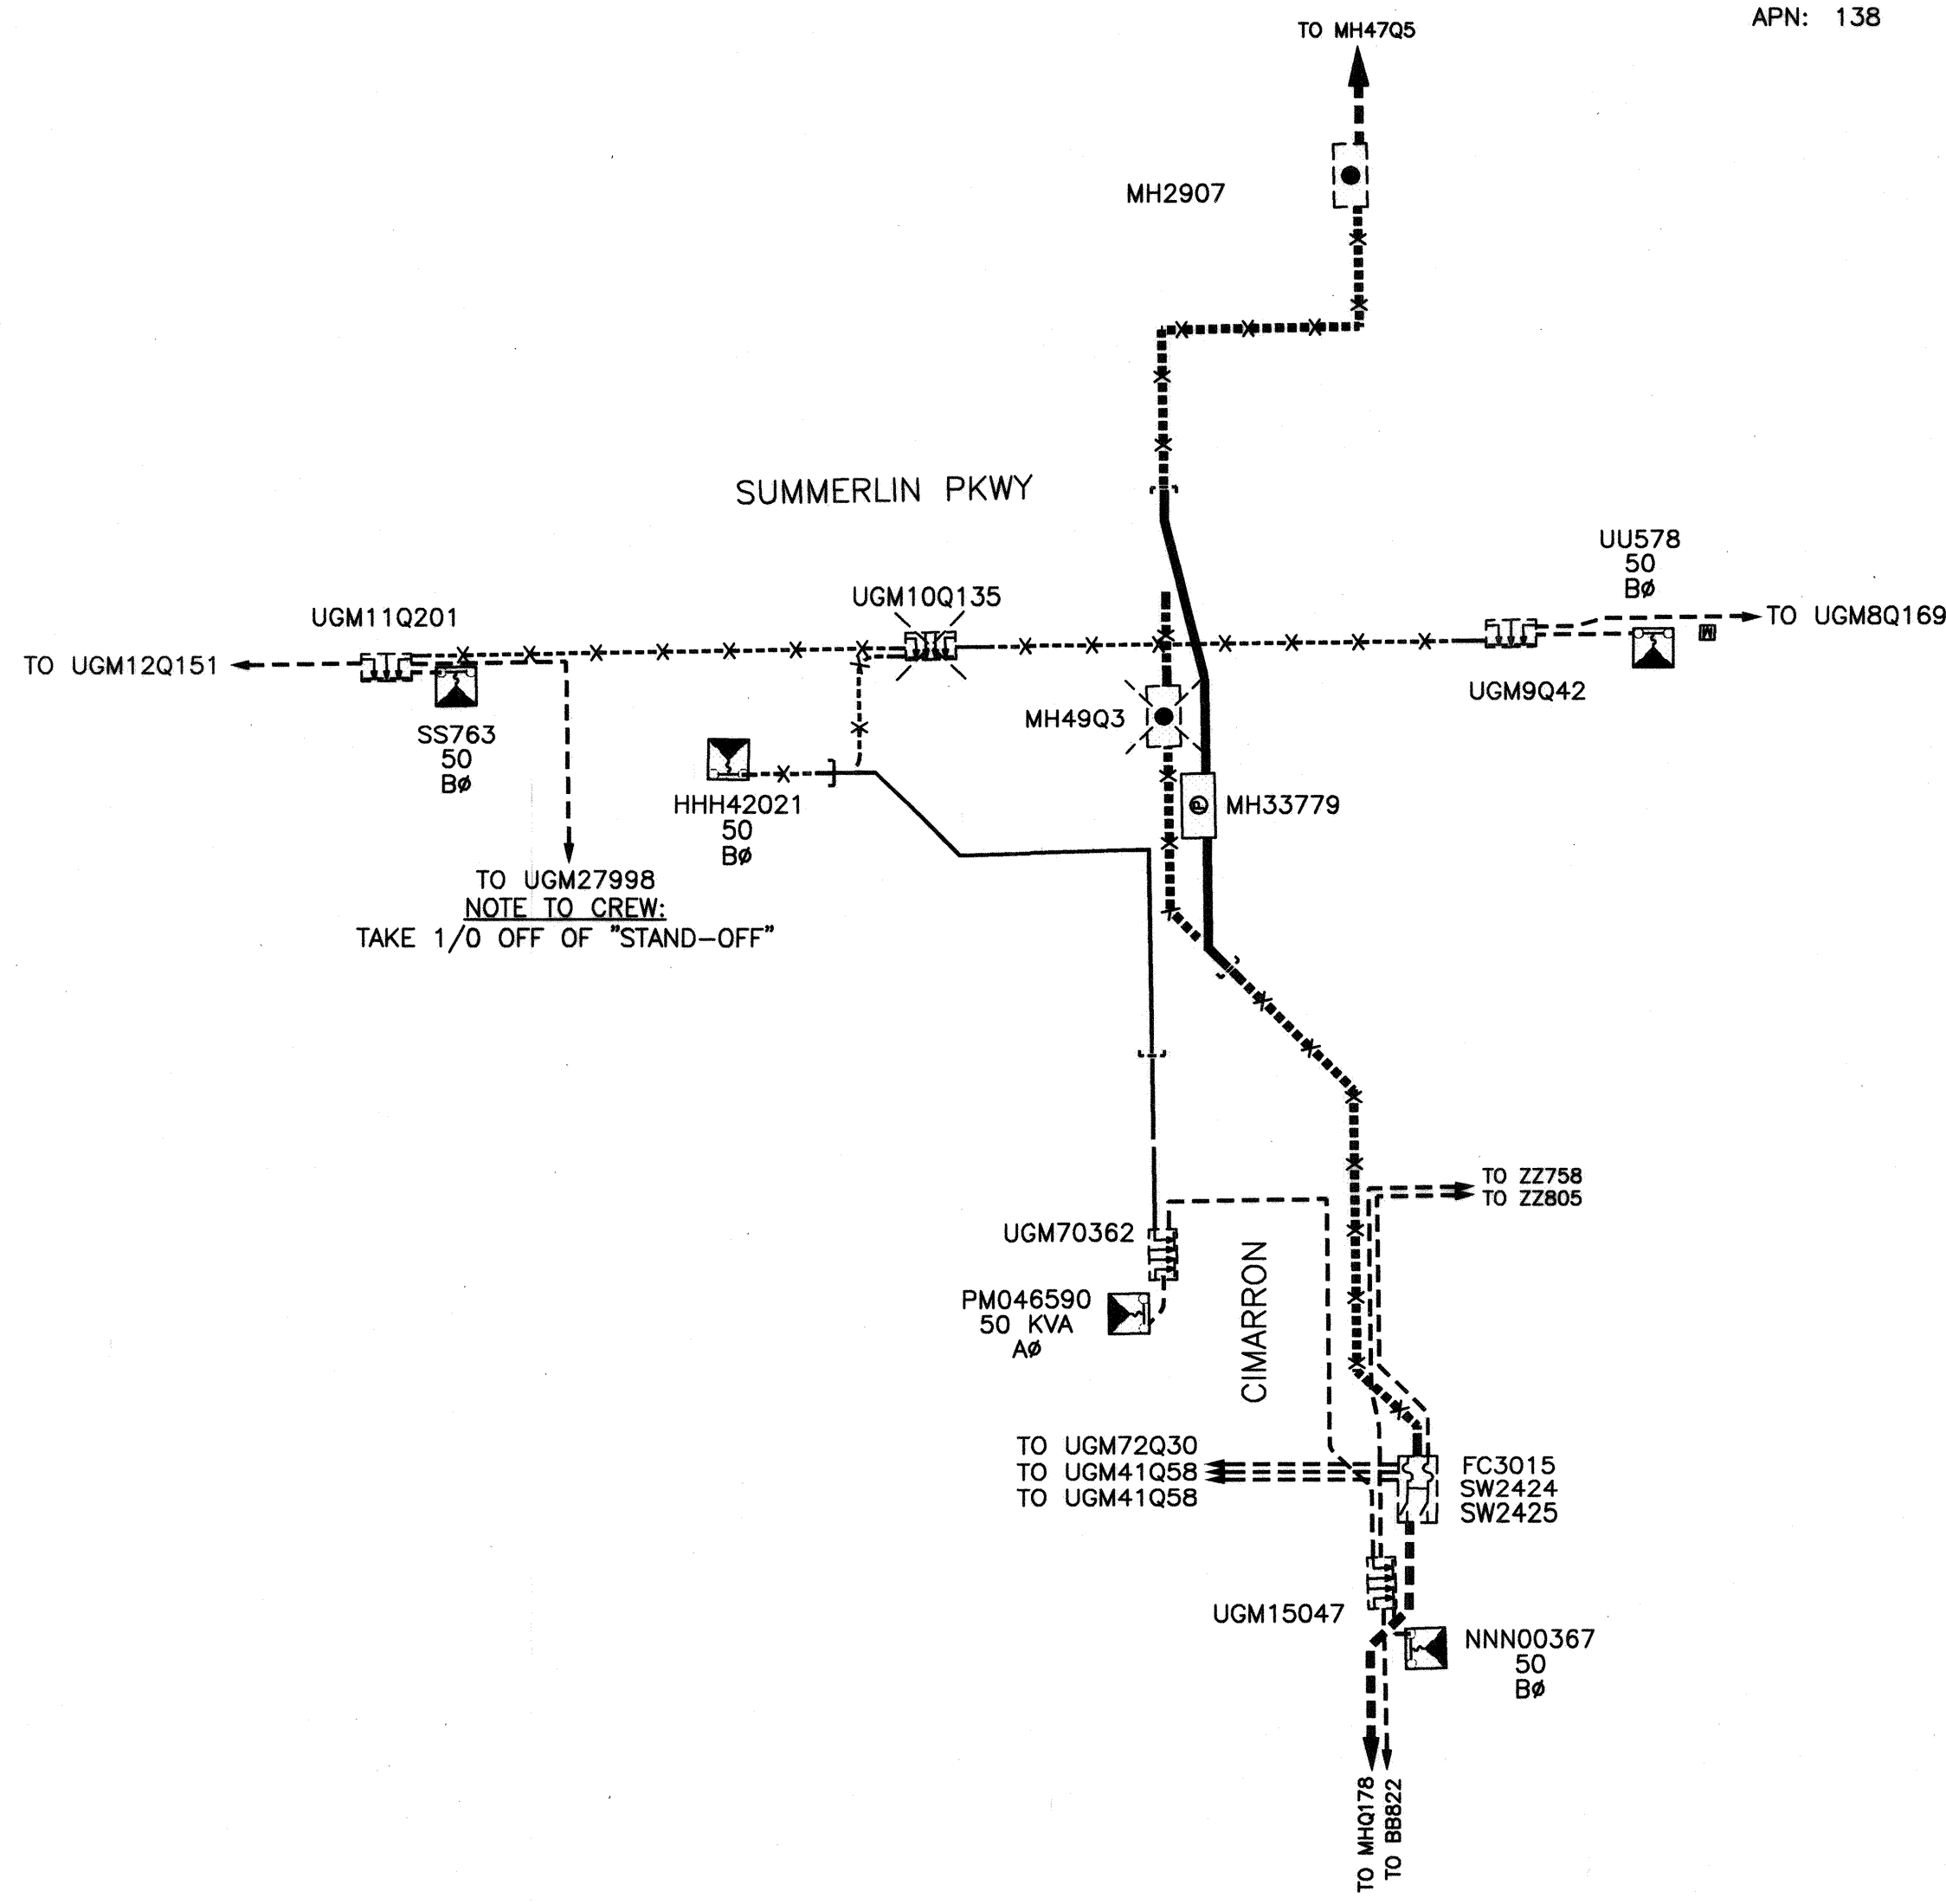 APN: 138
TO MH47Q5
MH2907
SUMMERLIN PKWY
UU578
50
BØ
UGM10Q135
UGM11Q201
TO UGM8Q169
TO UGM12Q151
UGM9Q42
MH49Q3
SS763
50
BØ
HHH42021
50
BØ
P
MH33779
M
TO UGM27998
NOTE TO CREW:
TAKE 1/0 OFF OF "STAND-OFF"
TO ZZ758
TO ZZ805
UGM70362
CIMARRON
PM046590
50 KVA
AØ
TO UGM72Q30
TO UGM41Q58
TO UGM41Q58
FC3015
SW2424
SW2425
UGM15047
NNN00367
50
BØ
TO MHQ178
TO BB822